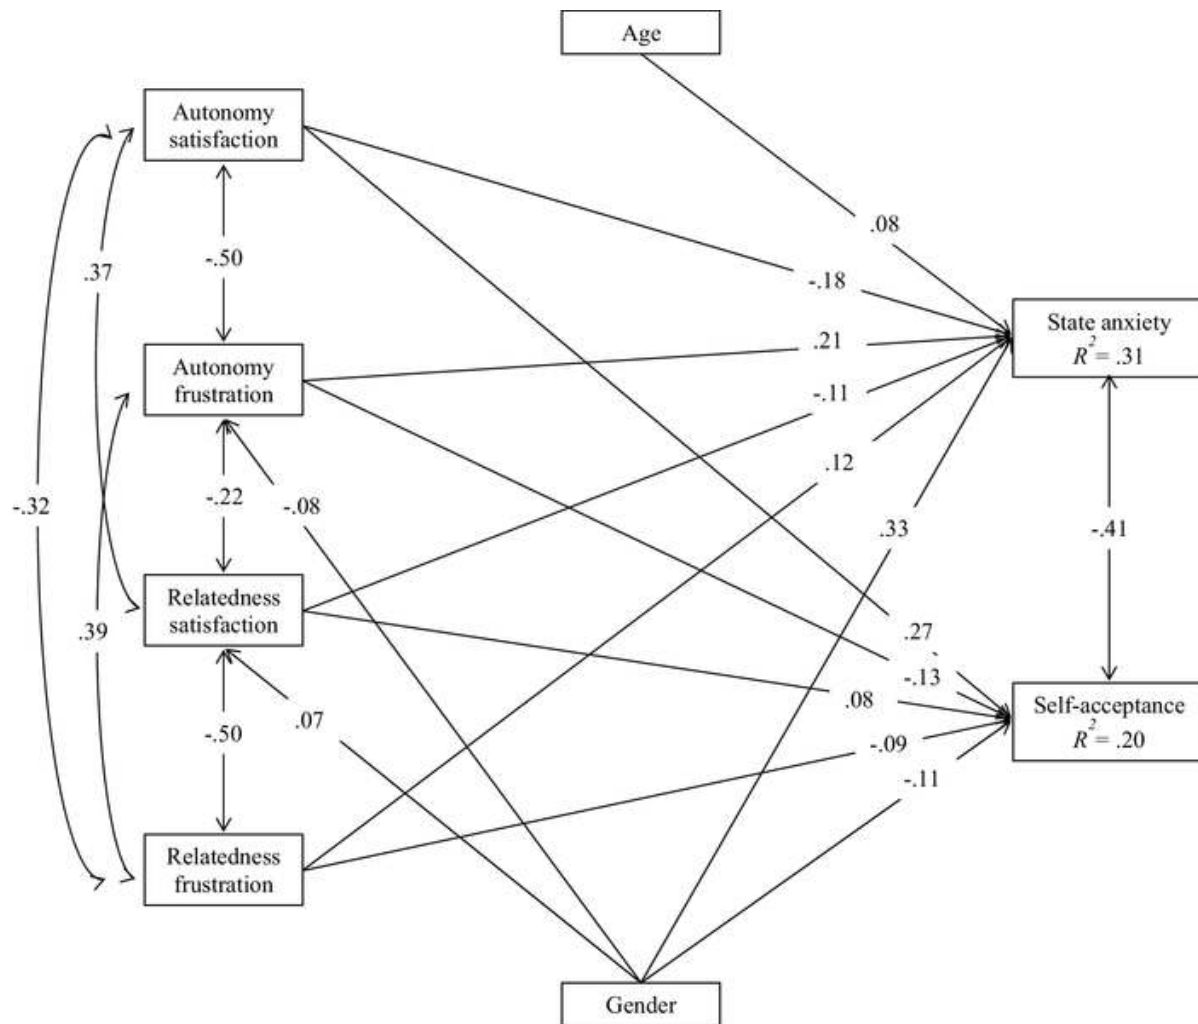 Age
Autonomy
satisfaction
.08
-.50
.37
-.18
State anxiety
R² = .31
.21
Autonomy
frustration
-.11
.12
-.32
-.22
-.08
.33
-.41
Relatedness
satisfaction
.39
.27
-.13
.08
Self-acceptance
R² = .20
.07
-.50
-.09
-.11
Relatedness
frustration
Gender